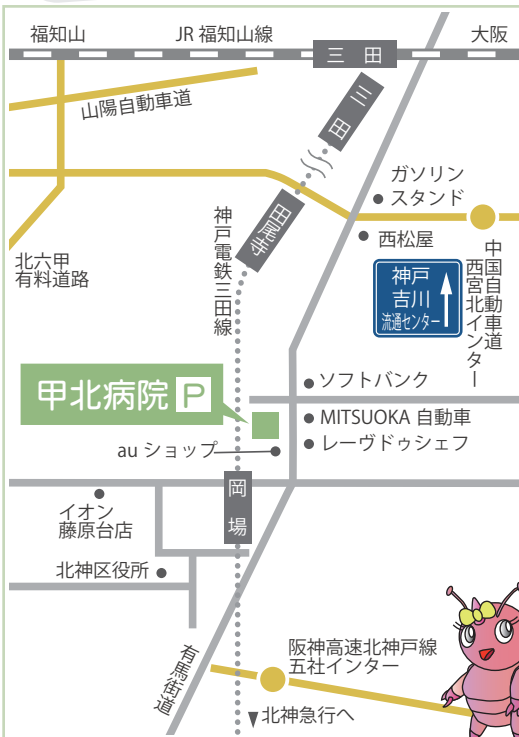 福知山
JR 福知山線
三 田
大阪
山陽自動車道
三 田
ガソリン
スタンド
田尾寺
西松屋
神戸電鉄三田線
北六甲
有料道路
神戸
吉川
流通センター
中国自動車道
西宮北インター
甲北病院 P
ソフトバンク
MITSUOKA 自動車
レーヴドゥシェフ
au ショップ
岡 場
イオン
藤原台店
北神区役所
有馬街道
阪神高速北神戸線
五社インター
▼北神急行へ